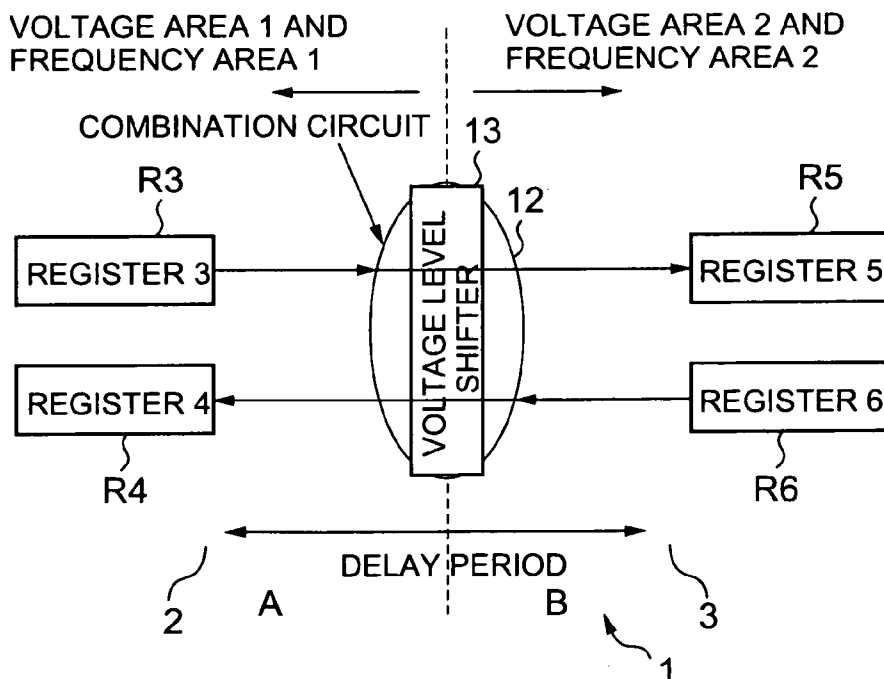 VOLTAGE AREA 1 AND
FREQUENCY AREA 1
VOLTAGE AREA 2 AND
FREQUENCY AREA 2
COMBINATION CIRCUIT
13
12
R3
R5
REGISTER 3
REGISTER 5
VOLTAGE LEVEL
SHIFTER
REGISTER 4
REGISTER 6
R4
R6
DELAY PERIOD
2
A
B
3
1